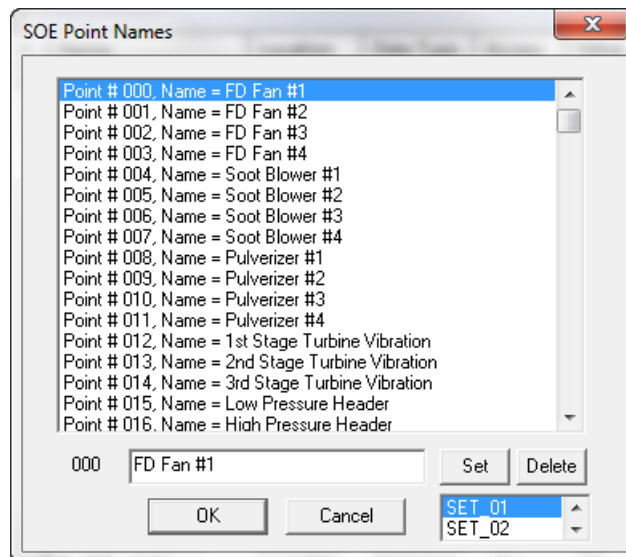 SOE Point Names
Point # 000, Name = FD Fan #1
Point # 001, Name = FD Fan #2
Point # 002, Name = FD Fan #3
Point # 003, Name = FD Fan #4
Point # 004, Name = Soot Blower #1
Point # 005, Name = Soot Blower #2
Point # 006, Name = Soot Blower #3
Point # 007, Name = Soot Blower #4
Point # 008, Name = Pulverizer #1
Point # 009, Name = Pulverizer #2
Point # 010, Name = Pulverizer #3
Point # 011, Name = Pulverizer #4
Point # 012, Name = 1st Stage Turbine Vibration
Point # 013, Name = 2nd Stage Turbine Vibration
Point # 014, Name = 3rd Stage Turbine Vibration
Point # 015, Name = Low Pressure Header
Point # 016, Name = High Pressure Header
000 FD Fan #1 Set Delete
OK Cancel
SET_01
SET_02